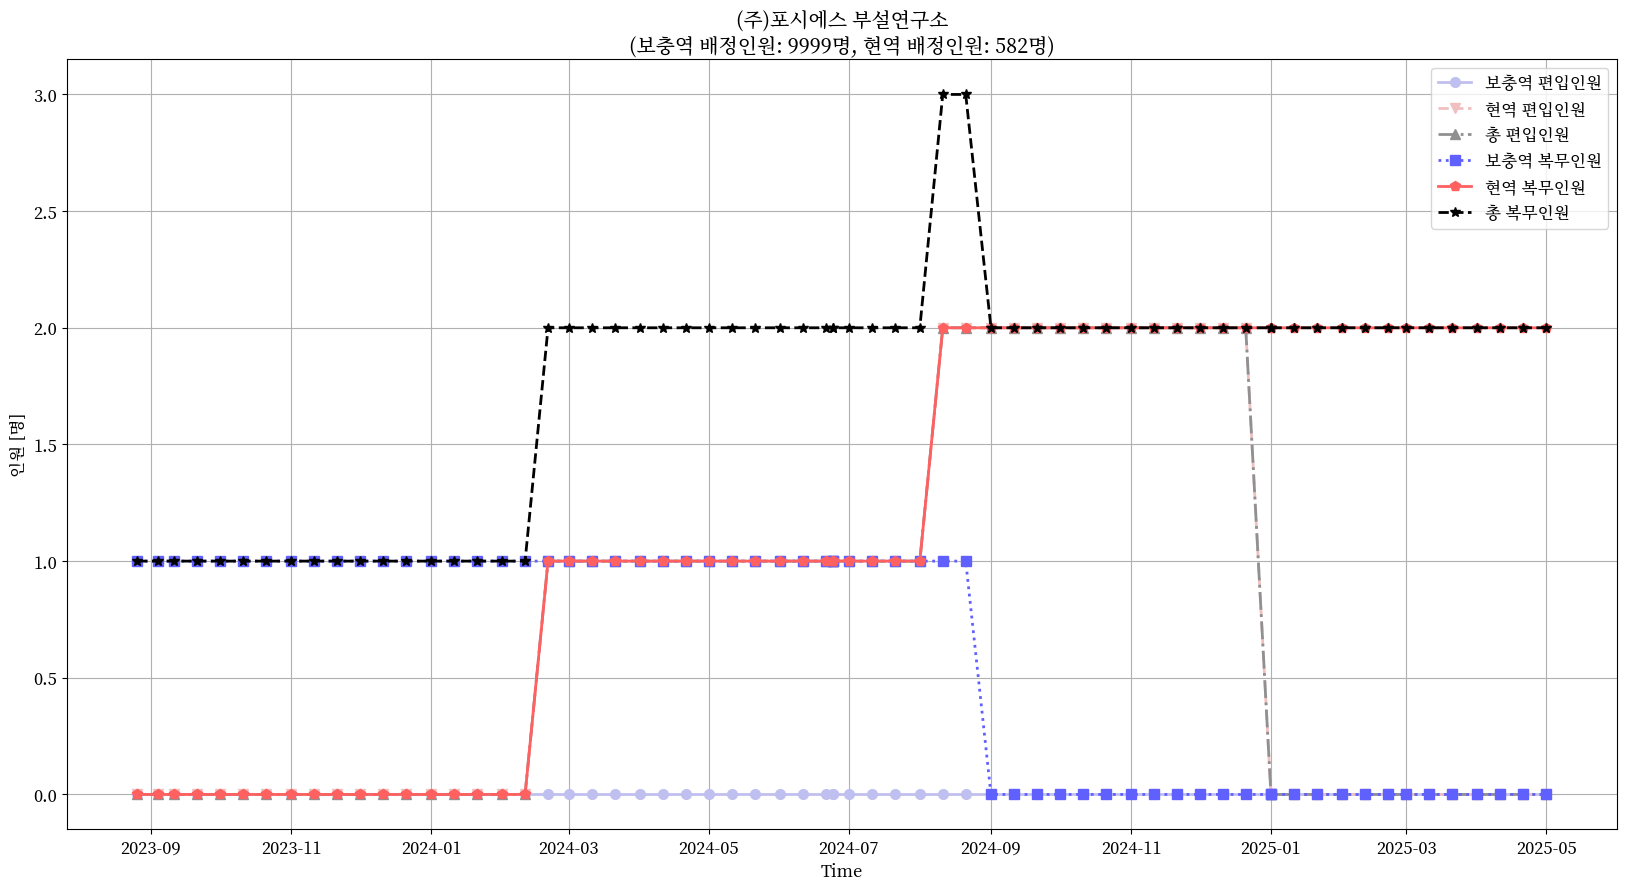 (주)포시에스 부설연구소
(보충역 배정인원: 9999명, 현역 배정인원: 582명)
보충역 편입인원
현역 편입인원
총 편입인원
보충역 복무인원
현역 복무인원
총 복무인원
인원 [명]
3.0
2.5
2.0
1.5
1.0
0.5
0.0
2023-09 2023-11 2024-01 2024-03 2024-05 2024-07 2024-09 2024-11 2025-01 2025-03 2025-05
Time